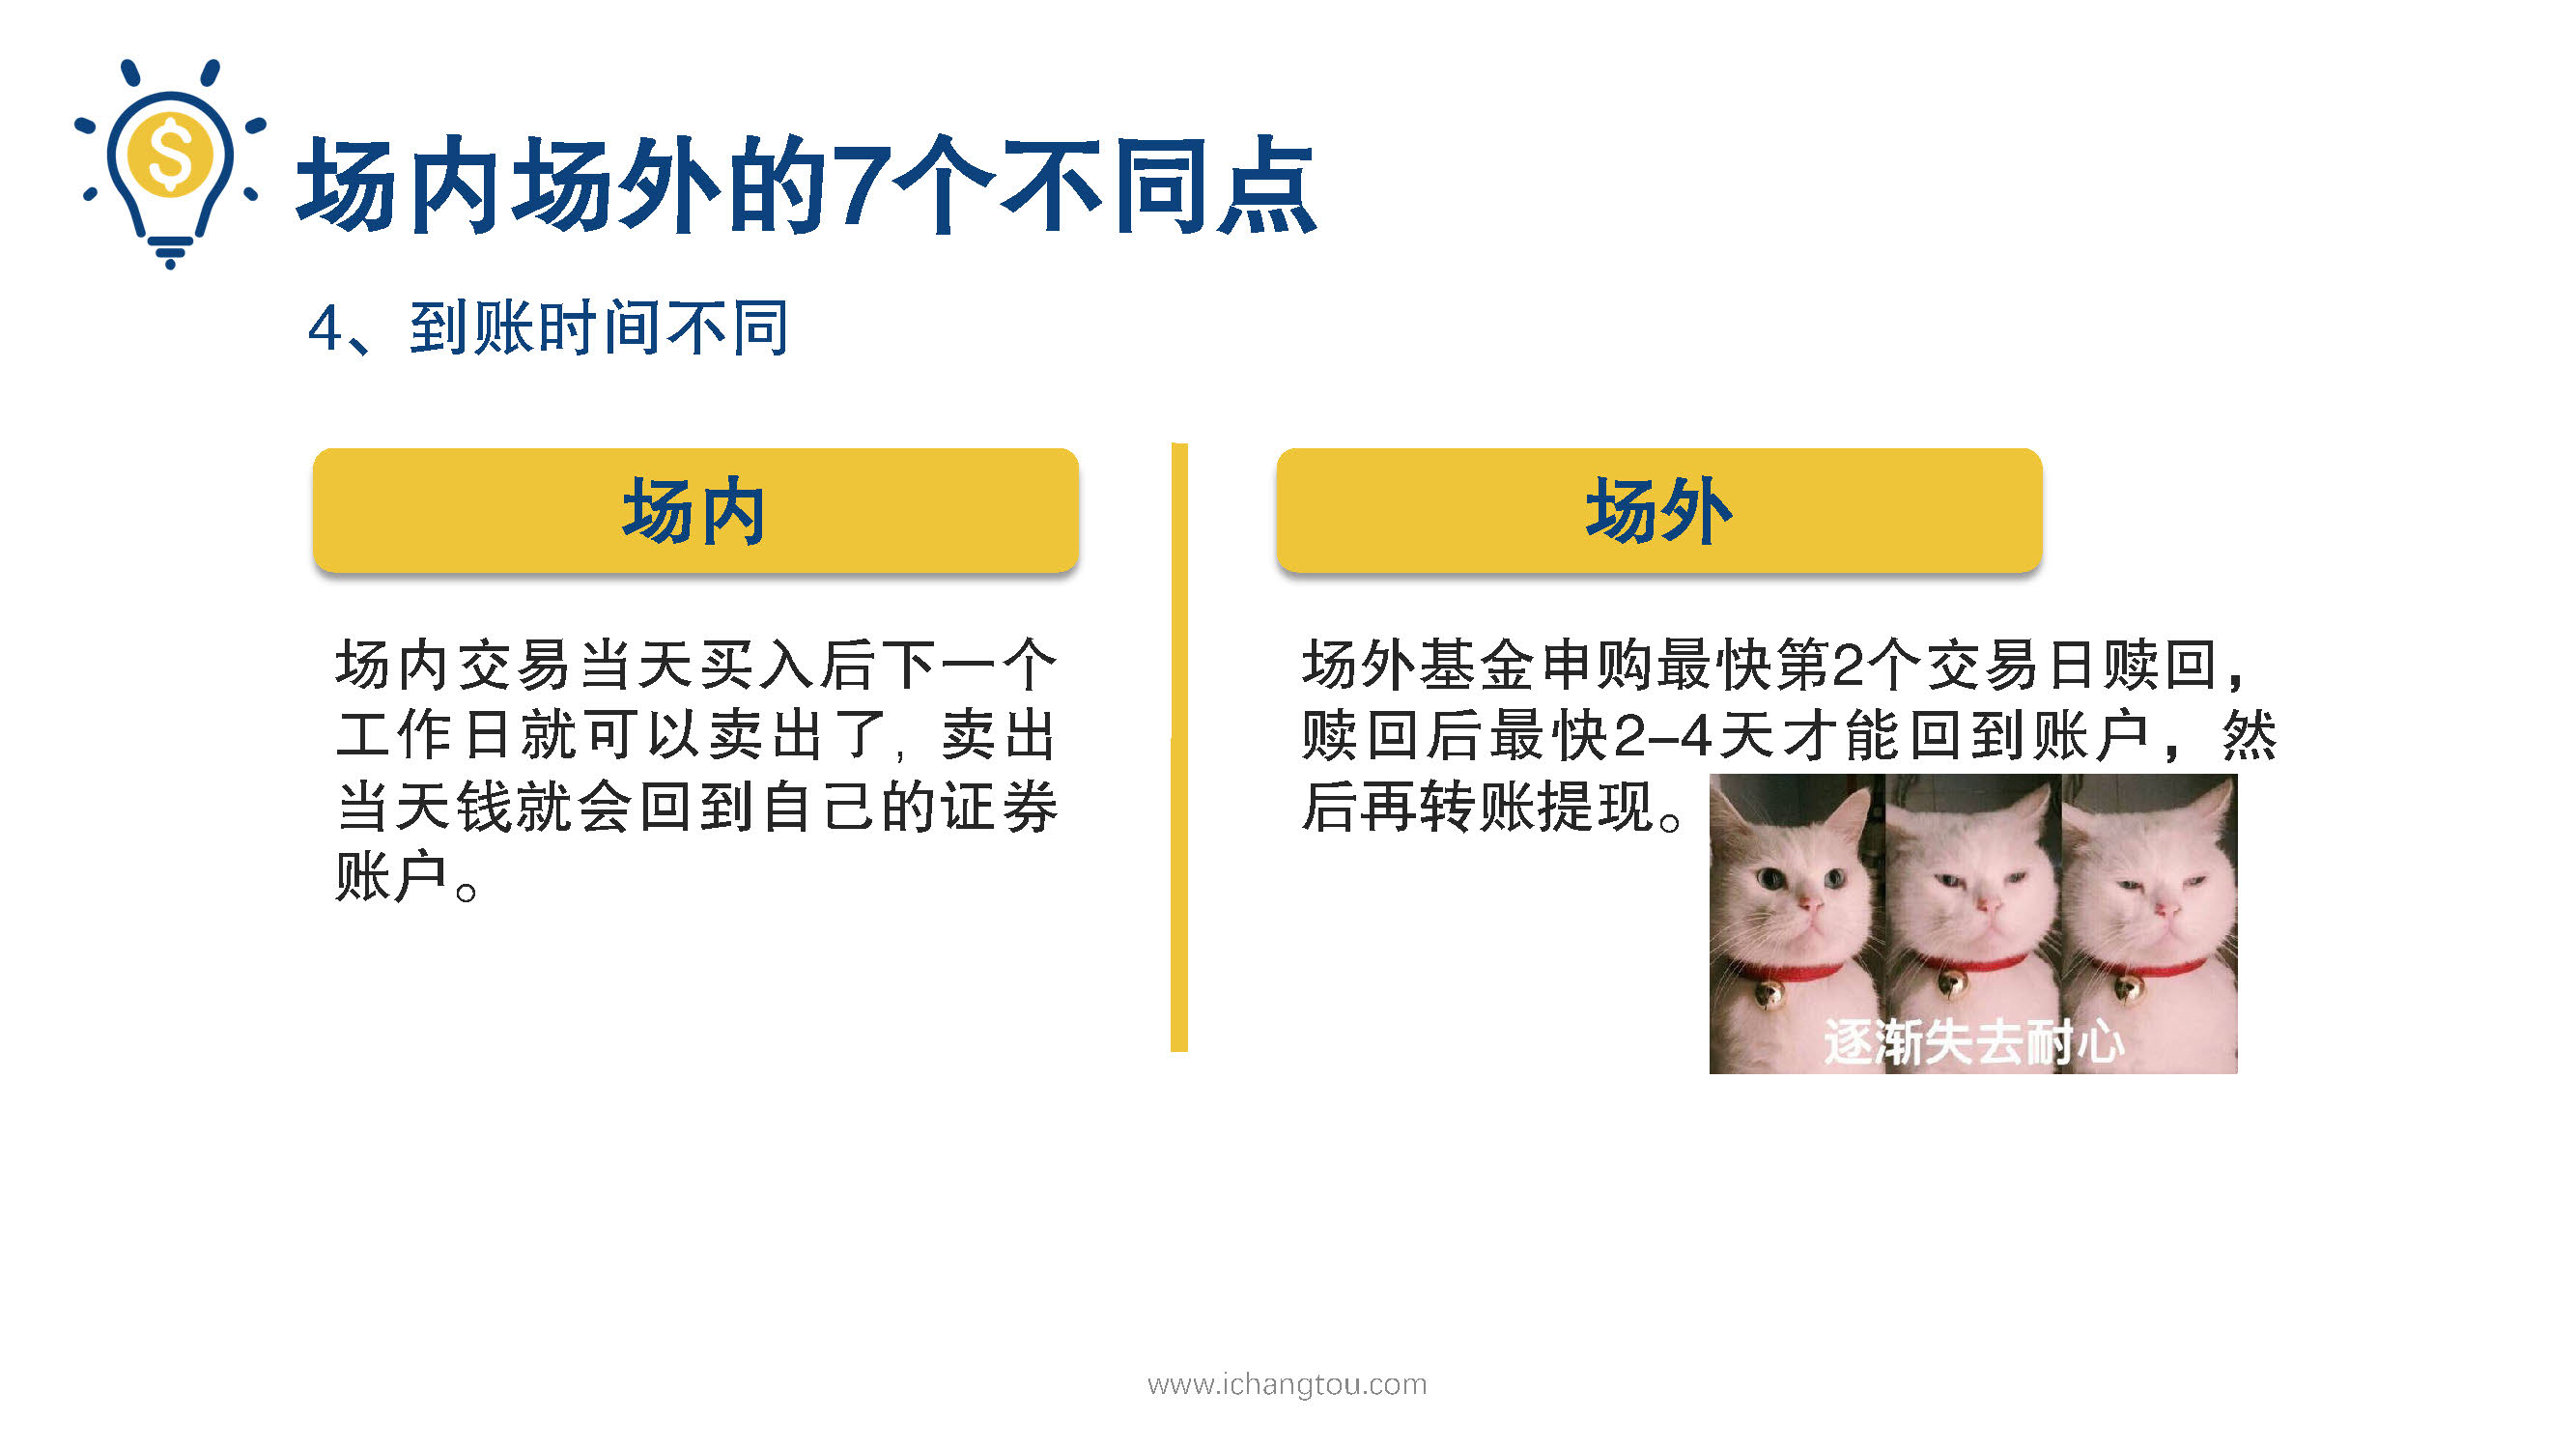 场内场外的7个不同点
4、到账时间不同
场内
场内交易当天买入后下一个
工作日就可以卖出了，卖出
当天钱就会回到自己的证券
账户。
场外
场外基金申购最快第2个交易日赎回，
赎回后最快2–4天才能回到账户，然
后再转账提现。
逐渐失去耐心
www.ichangtou.com